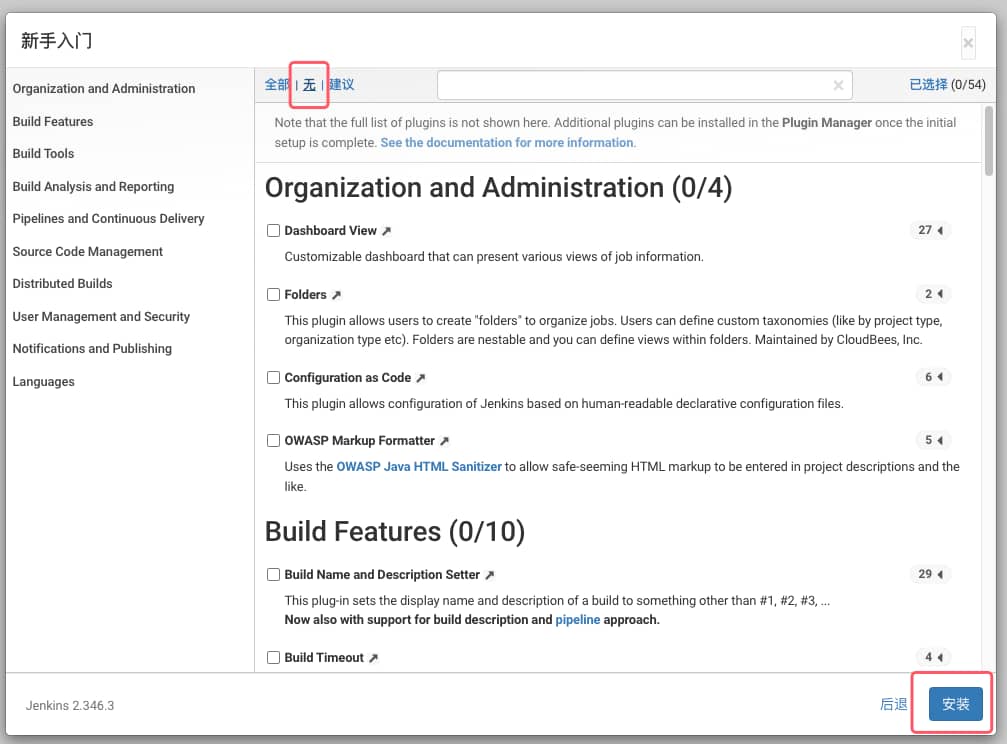 新手入门
×
Organization and Administration
Build Features
Build Tools
Build Analysis and Reporting
Pipelines and Continuous Delivery
Source Code Management
Distributed Builds
User Management and Security
Notifications and Publishing
Languages
全部 | 无 | 建议
×
已选择 (0/54)
Note that the full list of plugins is not shown here. Additional plugins can be installed in the Plugin Manager once the initial
setup is complete. See the documentation for more information.
Organization and Administration (0/4)
Dashboard View 27
Customizable dashboard that can present various views of job information.
Folders 2
This plugin allows users to create "folders" to organize jobs. Users can define custom taxonomies (like by project type,
organization type etc). Folders are nestable and you can define views within folders. Maintained by CloudBees, Inc.
Configuration as Code 6
This plugin allows configuration of Jenkins based on human-readable declarative configuration files.
OWASP Markup Formatter 5
Uses the OWASP Java HTML Sanitizer to allow safe-seeming HTML markup to be entered in project descriptions and the
like.
Build Features (0/10)
Build Name and Description Setter 29
This plug-in sets the display name and description of a build to something other than #1, #2, #3, ...
Now also with support for build description and pipeline approach.
Build Timeout 4
Jenkins 2.346.3
后退
安装